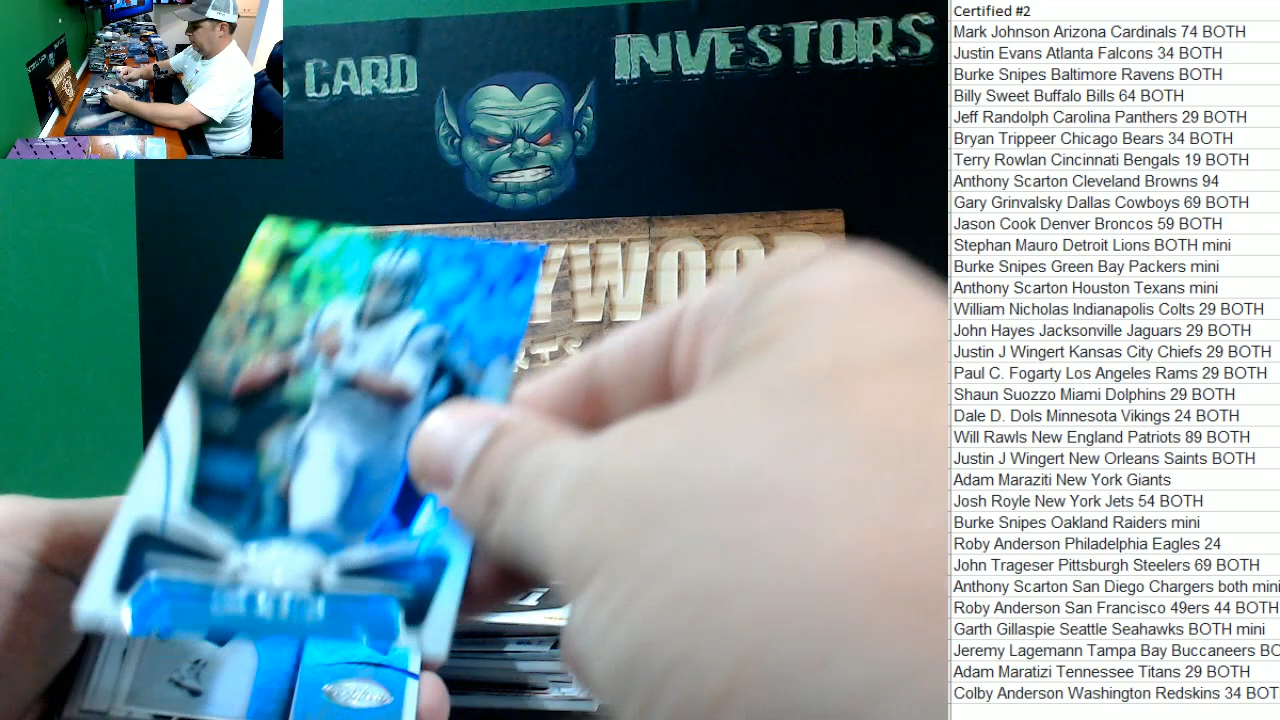 CARD
INVESTORS
Certified #2
Mark Johnson Arizona Cardinals 74 BOTH
Justin Evans Atlanta Falcons 34 BOTH
Burke Snipes Baltimore Ravens BOTH
Billy Sweet Buffalo Bills 64 BOTH
Jeff Randolph Carolina Panthers 29 BOTH
Bryan Trippeer Chicago Bears 34 BOTH
Terry Rowlan Cincinnati Bengals 19 BOTH
Anthony Scarton Cleveland Browns 94
Gary Grinvalsky Dallas Cowboys 69 BOTH
Jason Cook Denver Broncos 59 BOTH
Stephan Mauro Detroit Lions BOTH mini
Burke Snipes Green Bay Packers mini
Anthony Scarton Houston Texans mini
William Nicholas Indianapolis Colts 29 BOTH
John Hayes Jacksonville Jaguars 29 BOTH
Justin J Wingert Kansas City Chiefs 29 BOTH
Paul C. Fogarty Los Angeles Rams 29 BOTH
Shaun Suozzo Miami Dolphins 29 BOTH
Dale D. Dols Minnesota Vikings 24 BOTH
Will Rawls New England Patriots 89 BOTH
Justin J Wingert New Orleans Saints BOTH
Adam Maraziti New York Giants
Josh Royle New York Jets 54 BOTH
Burke Snipes Oakland Raiders mini
Roby Anderson Philadelphia Eagles 24
John Trageser Pittsburgh Steelers 69 BOTH
Anthony Scarton San Diego Chargers both mini
Roby Anderson San Francisco 49ers 44 BOTH
Garth Gillaspie Seattle Seahawks BOTH mini
Jeremy Lagemann Tampa Bay Buccaneers BO
Adam Maratizi Tennessee Titans 29 BOTH
Colby Anderson Washington Redskins 34 BOT